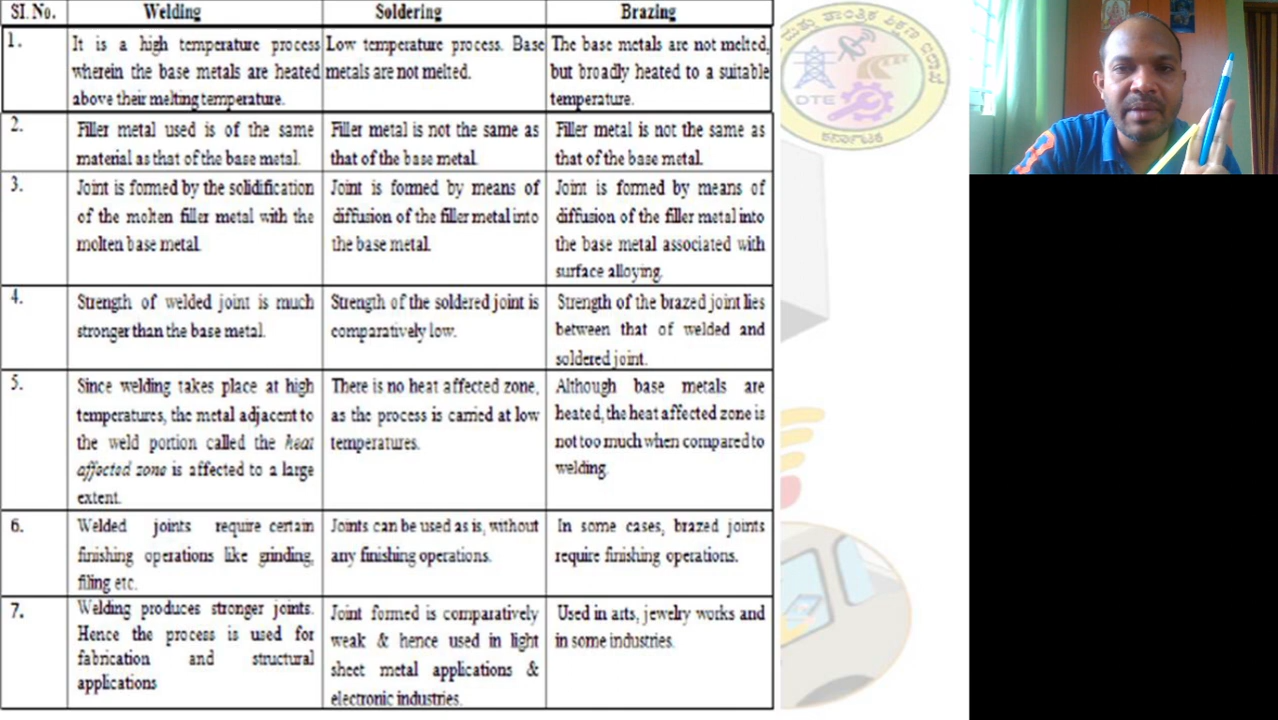 SI. No. Welding Soldering Brazing
1.
It is a high temperature process
wherein the base metals are heated
above their melting temperature.
Low temperature process. Base
metals are not melted.
The base metals are not melted,
but broadly heated to a suitable
temperature.
2.
Filler metal used is of the same
material as that of the base metal.
Filler metal is not the same as
that of the base metal.
Filler metal is not the same as
that of the base metal.
3.
Joint is formed by the solidification
of the molten filler metal with the
molten base metal.
Joint is formed by means of
diffusion of the filler metal into
the base metal.
Joint is formed by means of
diffusion of the filler metal into
the base metal associated with
surface alloying.
4.
Strength of welded joint is much
stronger than the base metal.
Strength of the soldered joint is
comparatively low.
Strength of the brazed joint lies
between that of welded and
soldered joint.
5.
Since welding takes place at high
temperatures, the metal adjacent to
the weld portion called the heat
affected zone is affected to a large
extent.
There is no heat affected zone,
as the process is carried at low
temperatures.
Although base metals are
heated, the heat affected zone is
not too much when compared to
welding.
6.
Welded joints require certain
finishing operations like grinding,
filing etc.
Joints can be used as is, without
any finishing operations.
In some cases, brazed joints
require finishing operations.
7.
Welding produces stronger joints.
Hence the process is used for
fabrication and structural
applications
Joint formed is comparatively
weak & hence used in light
sheet metal applications &
electronic industries.
Used in arts, jewelry works and
in some industries.
DTE
ಕರ್ನಾಟಕ